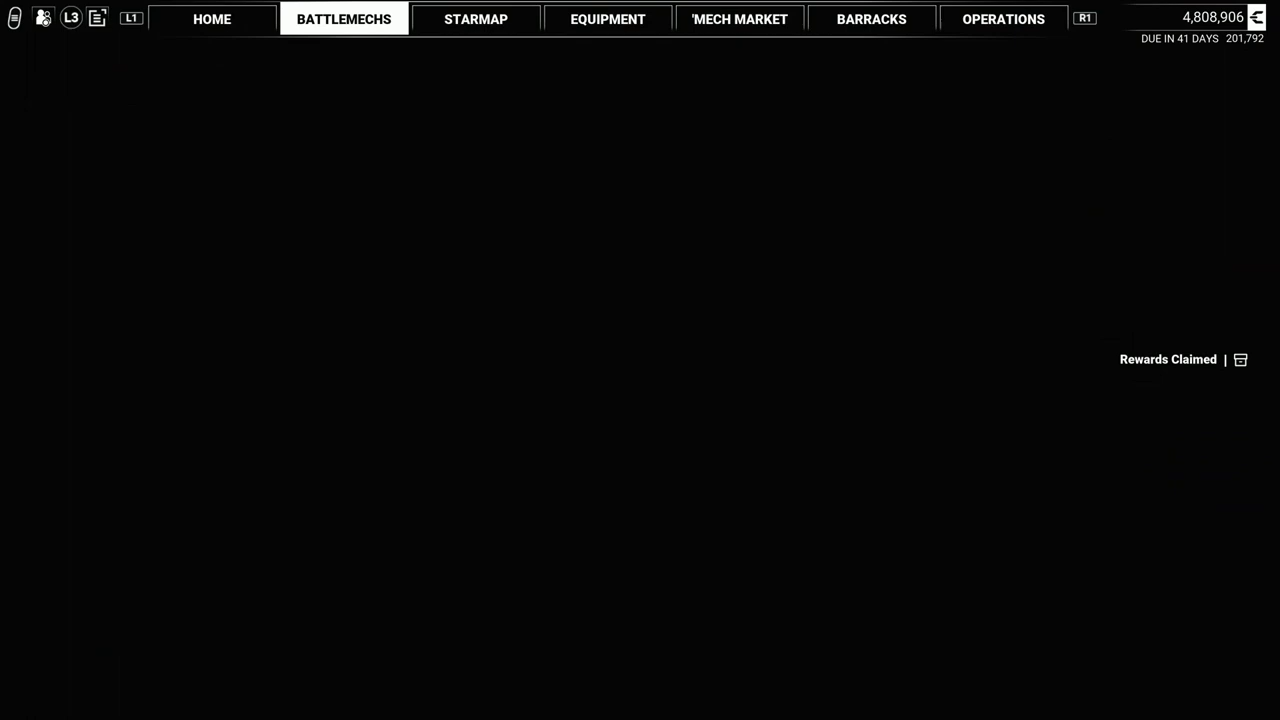 L3 L1 HOME BATTLEMECHS STARMAP EQUIPMENT 'MECH MARKET BARRACKS OPERATIONS R1 4,808,906
DUE IN 41 DAYS 201,792
Rewards Claimed |